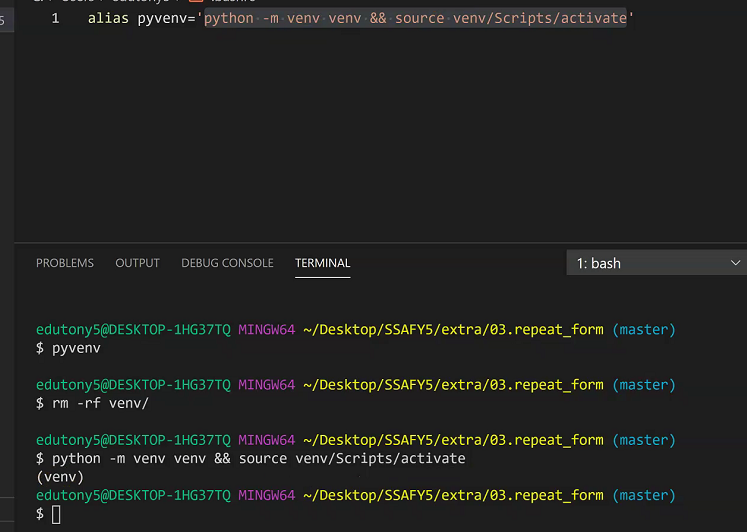 5
1 alias pyvenv='python -m venv venv && source venv/Scripts/activate'
PROBLEMS OUTPUT DEBUG CONSOLE TERMINAL 1: bash
edutony5@DESKTOP-1HG37TQ MINGW64 ~/Desktop/SSAFY5/extra/03.repeat_form (master)
$ pyvenv
edutony5@DESKTOP-1HG37TQ MINGW64 ~/Desktop/SSAFY5/extra/03.repeat_form (master)
$ rm -rf venv/
edutony5@DESKTOP-1HG37TQ MINGW64 ~/Desktop/SSAFY5/extra/03.repeat_form (master)
$ python -m venv venv && source venv/Scripts/activate
(venv)
edutony5@DESKTOP-1HG37TQ MINGW64 ~/Desktop/SSAFY5/extra/03.repeat_form (master)
$